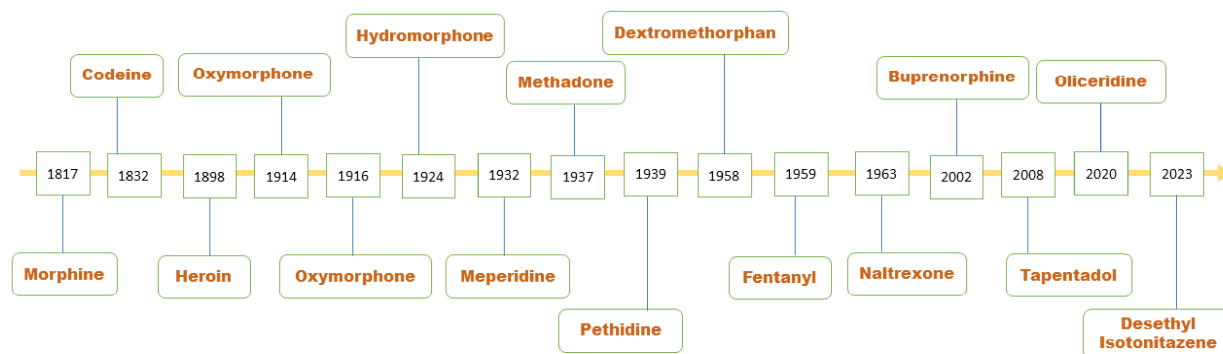 Hydromorphone
Dextromethorphan
Codeine
Oxymorphone
Methadone
Buprenorphine
Oliceridine
1817
1832
1898
1914
1916
1924
1932
1937
1939
1958
1959
1963
2002
2008
2020
2023
Morphine
Heroin
Oxymorphone
Meperidine
Fentanyl
Naltrexone
Tapentadol
Pethidine
Desethyl
Isotonitazene